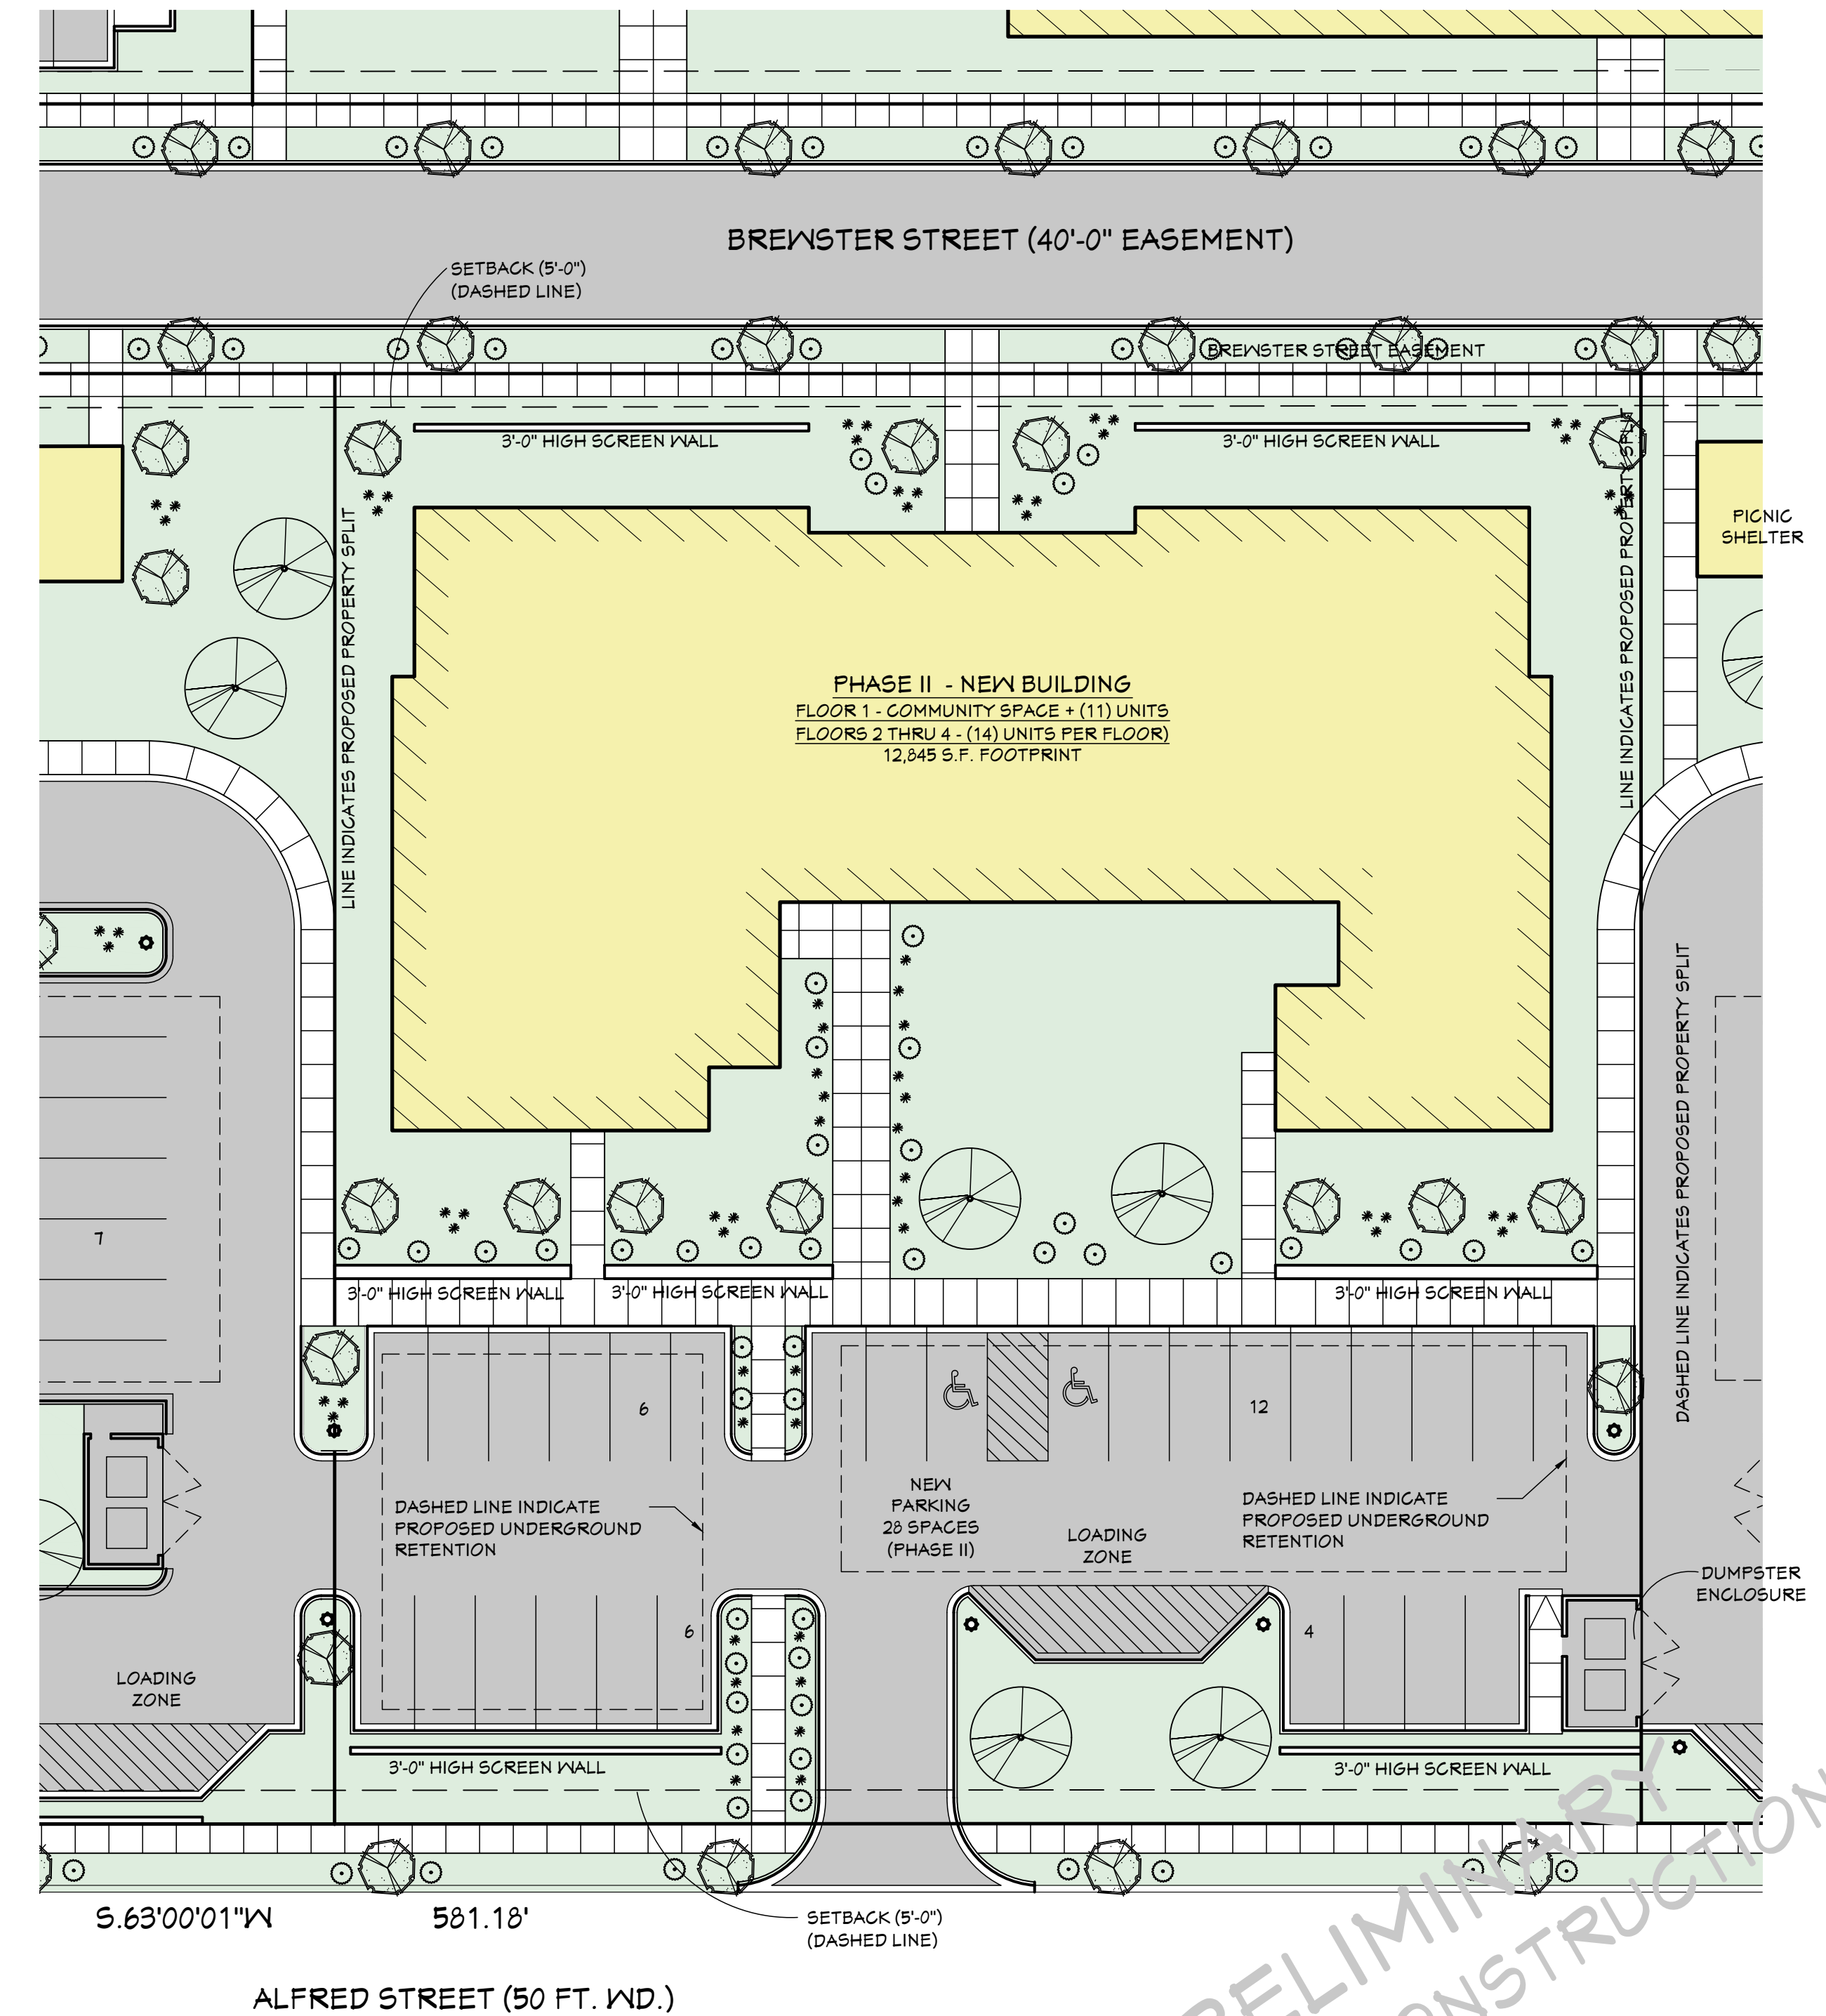 BREWSTER STREET (40'-0" EASEMENT)
SETBACK (5'-0")
(DASHED LINE)
BREWSTER STREET EASEMENT
3'-0" HIGH SCREEN WALL
3'-0" HIGH SCREEN WALL
LINE INDICATES PROPOSED PROPERTY SPLIT
LINE INDICATES PROPOSED PROPERTY SPLIT
PICNIC
SHELTER
PHASE II - NEW BUILDING
FLOOR 1 - COMMUNITY SPACE + (11) UNITS
FLOORS 2 THRU 4 - (14) UNITS PER FLOOR)
12,845 S.F. FOOTPRINT
DASHED LINE INDICATES PROPOSED PROPERTY SPLIT
7
3'-0" HIGH SCREEN WALL
3'-0" HIGH SCREEN WALL
3'-0" HIGH SCREEN WALL
6
12
DASHED LINE INDICATE
PROPOSED UNDERGROUND
RETENTION
NEW
PARKING
28 SPACES
(PHASE II)
LOADING
ZONE
DASHED LINE INDICATE
PROPOSED UNDERGROUND
RETENTION
DUMPSTER
ENCLOSURE
6
4
LOADING
ZONE
3'-0" HIGH SCREEN WALL
3'-0" HIGH SCREEN WALL
S.63'00'01"W
581.18'
SETBACK (5'-0")
(DASHED LINE)
ALFRED STREET (50 FT. WD.)
PRELIMINARY